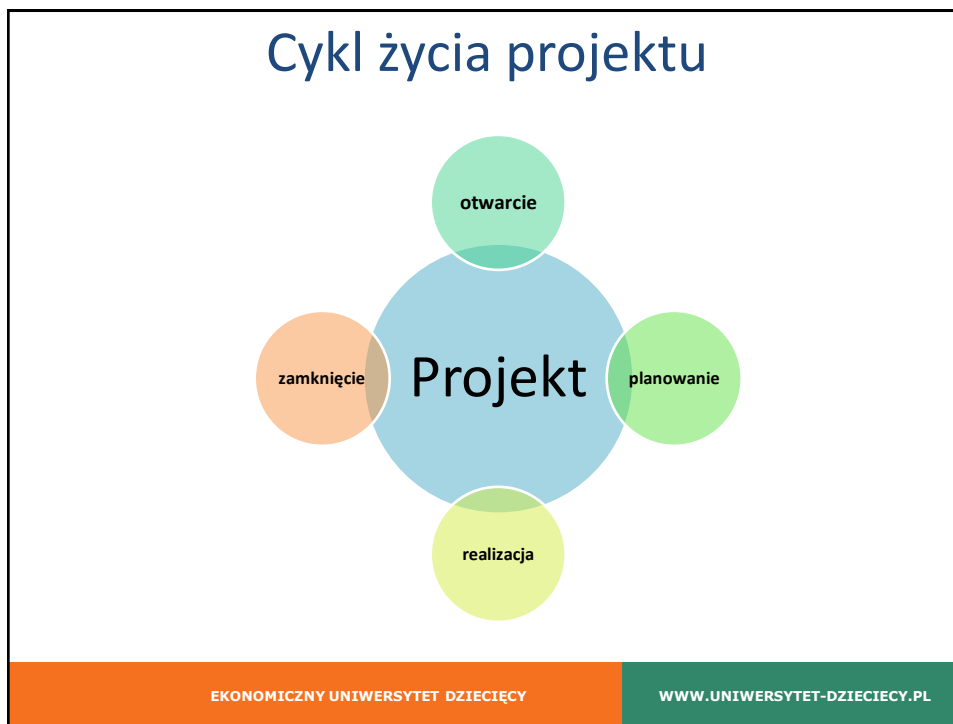 Cykl życia projektu
otwarcie
zamknięcie
Projekt
planowanie
realizacja
EKONOMICZNY UNIWERSYTET DZIECIĘCY
WWW.UNIWERSYTET-DZIECIECY.PL